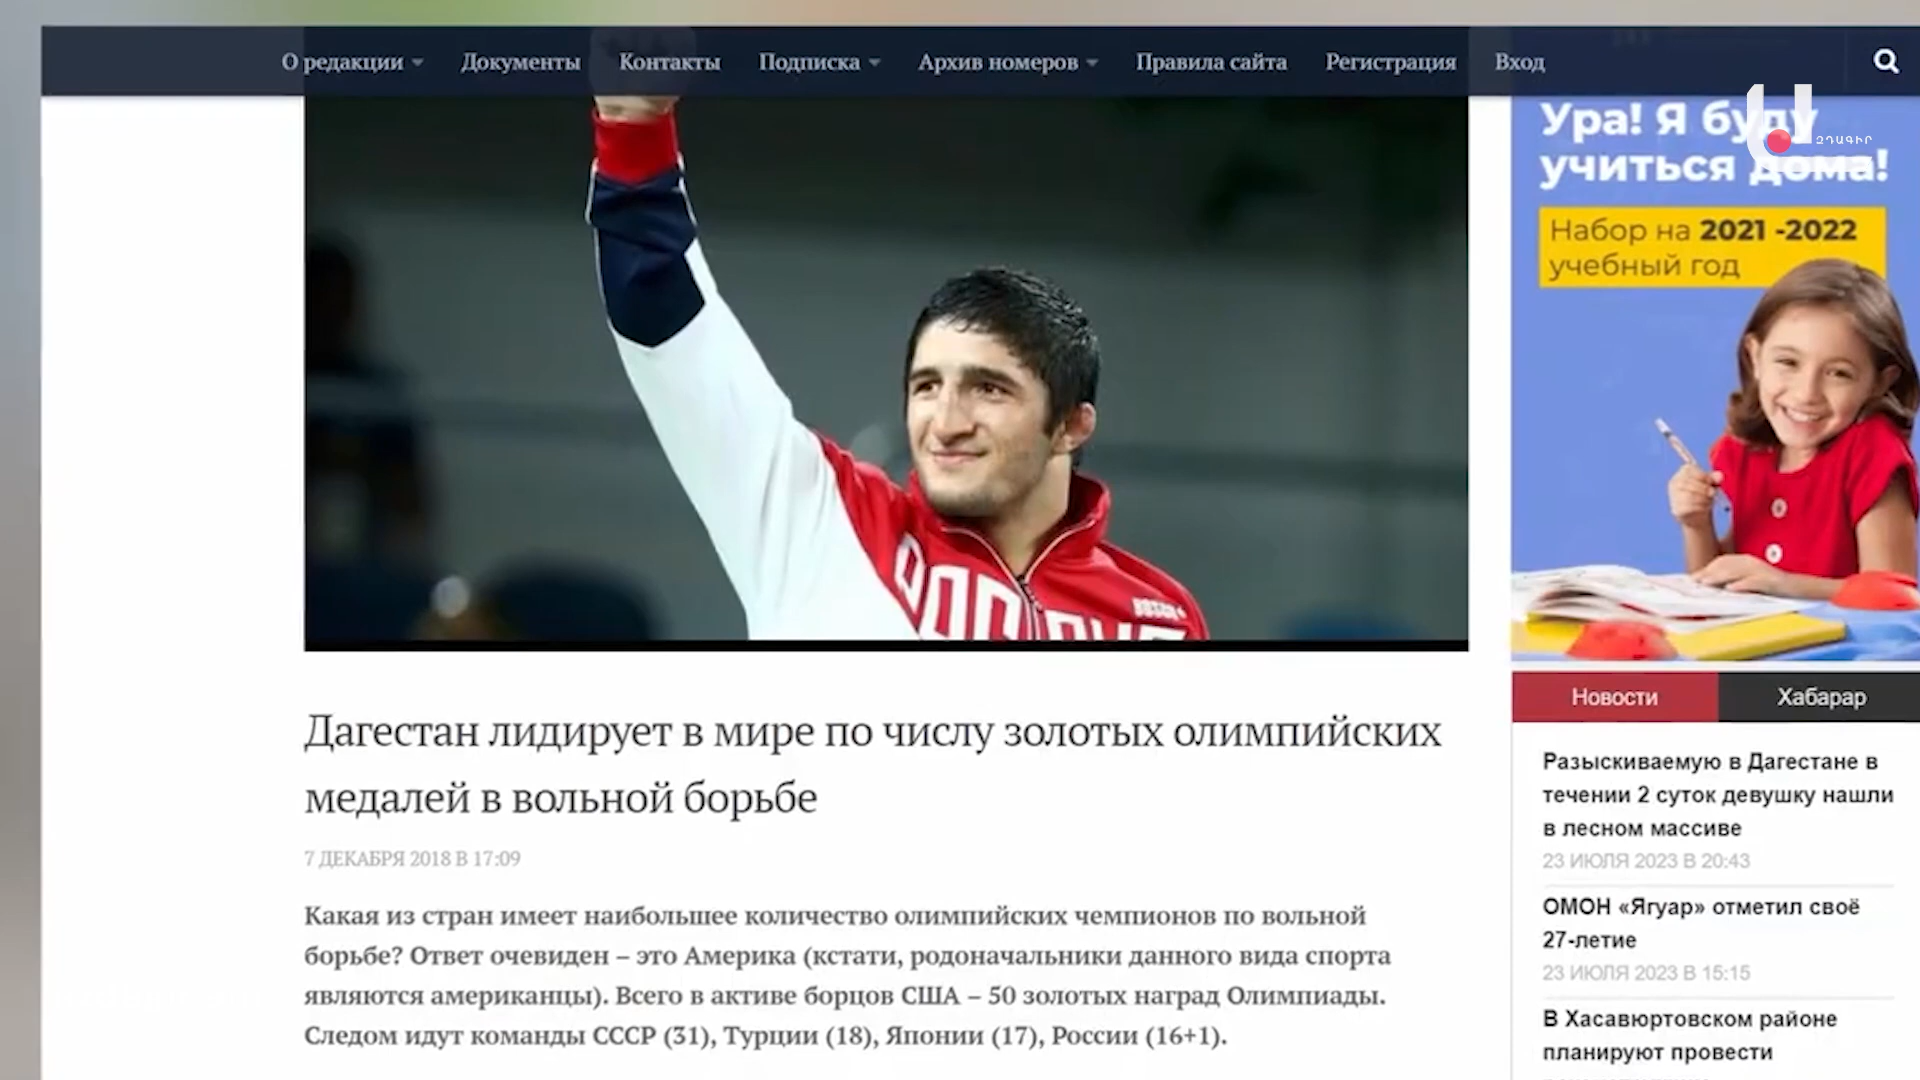 О редакции Документы Контакты Подписка Архив номеров Правила сайта Регистрация Вход
Ура! Я буду
учиться дома!
ԶԴԱԳԻՐ
Набор на 2021 -2022
учебный год
Новости Хабарар
Дагестан лидирует в мире по числу золотых олимпийских
медалей в вольной борьбе
7 ДЕКАБРЯ 2018 В 17:09
Какая из стран имеет наибольшее количество олимпийских чемпионов по вольной
борьбе? Ответ очевиден – это Америка (кстати, родоначальники данного вида спорта
являются американцы). Всего в активе борцов США – 50 золотых наград Олимпиады.
Следом идут команды СССР (31), Турции (18), Японии (17), России (16+1).
Разыскиваемую в Дагестане в
течении 2 суток девушку нашли
в лесном массиве
23 ИЮЛЯ 2023 В 20:43
ОМОН «Ягуар» отметил своё
27-летие
23 ИЮЛЯ 2023 В 15:15
В Хасавюртовском районе
планируют провести